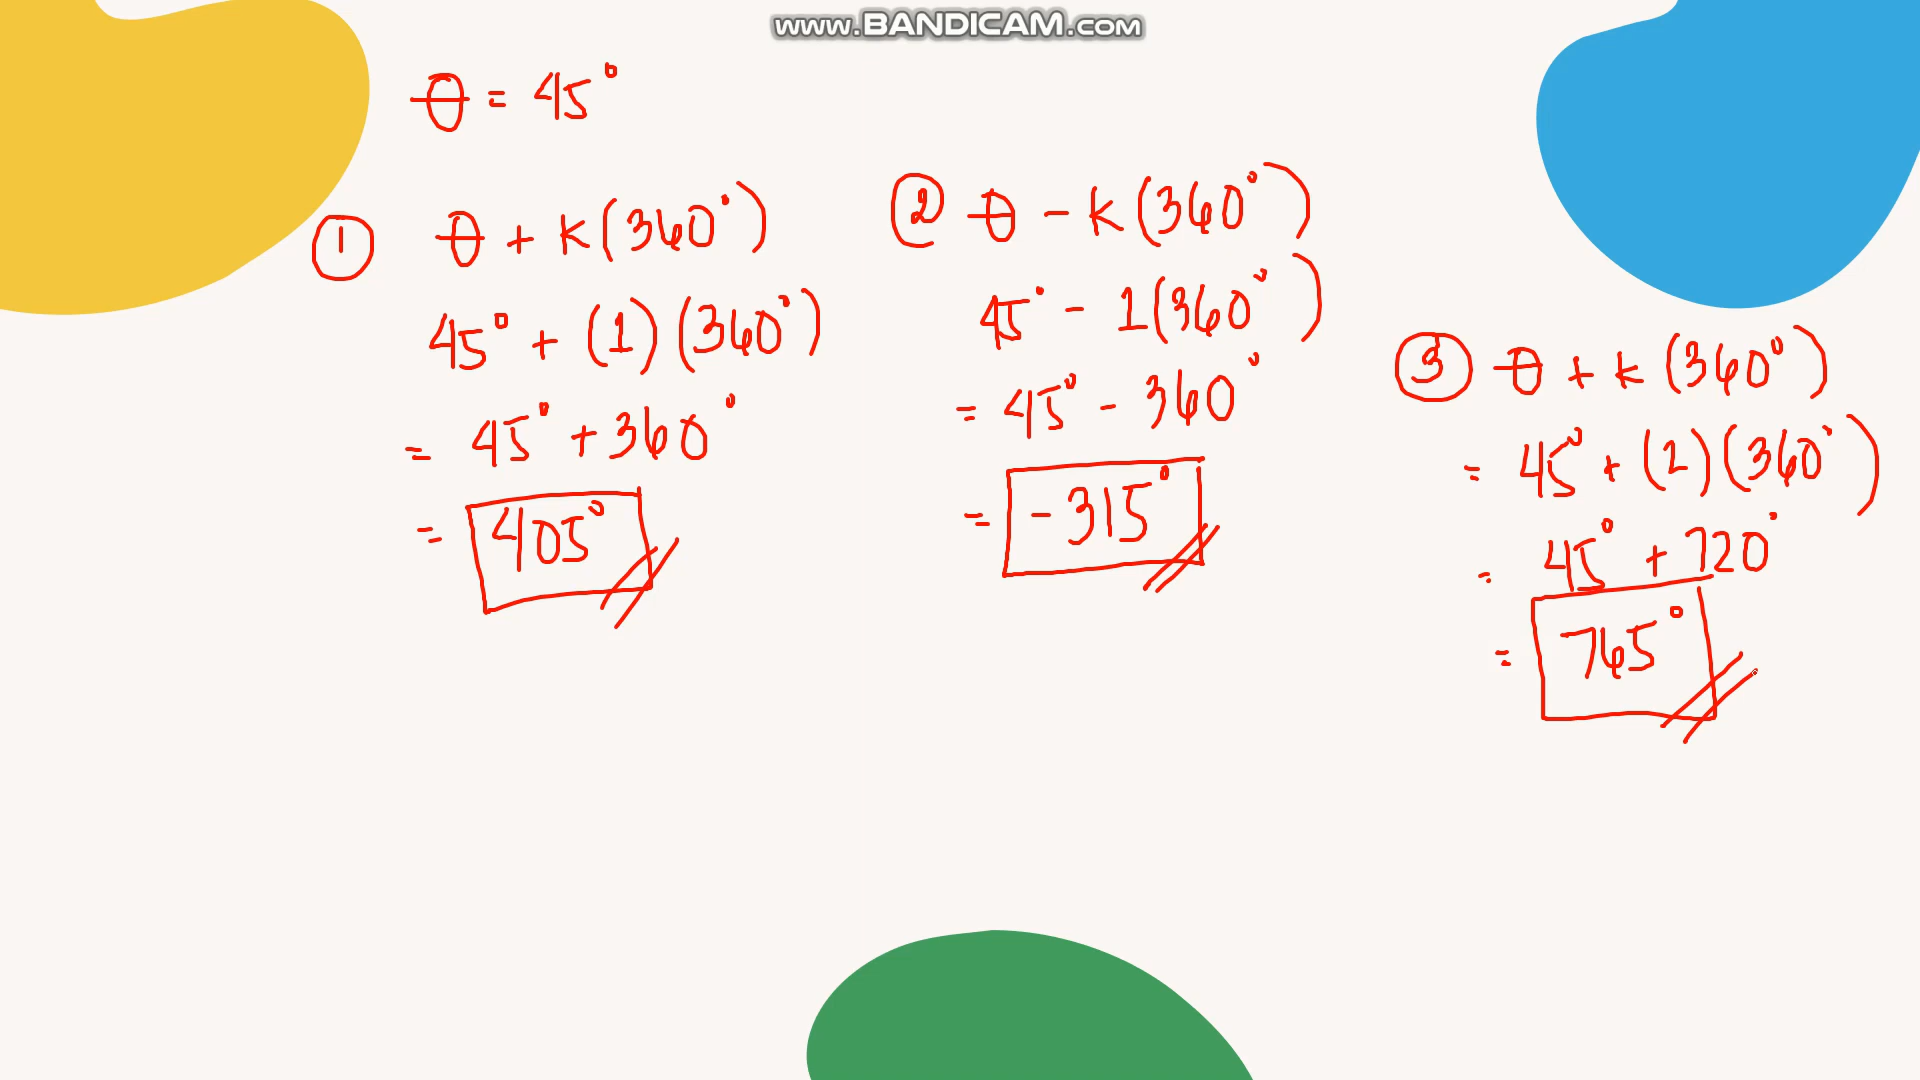 www.BANDICAM.com
θ = 45°
① θ + k(360°)
45° + (1)(360°)
= 45° + 360°
= 405°
② θ - k(360°)
45° - 1(360°)
= 45° - 360°
= -315°
③ θ + k(360°)
= 45° + (2)(360°)
= 45° + 720°
= 765°